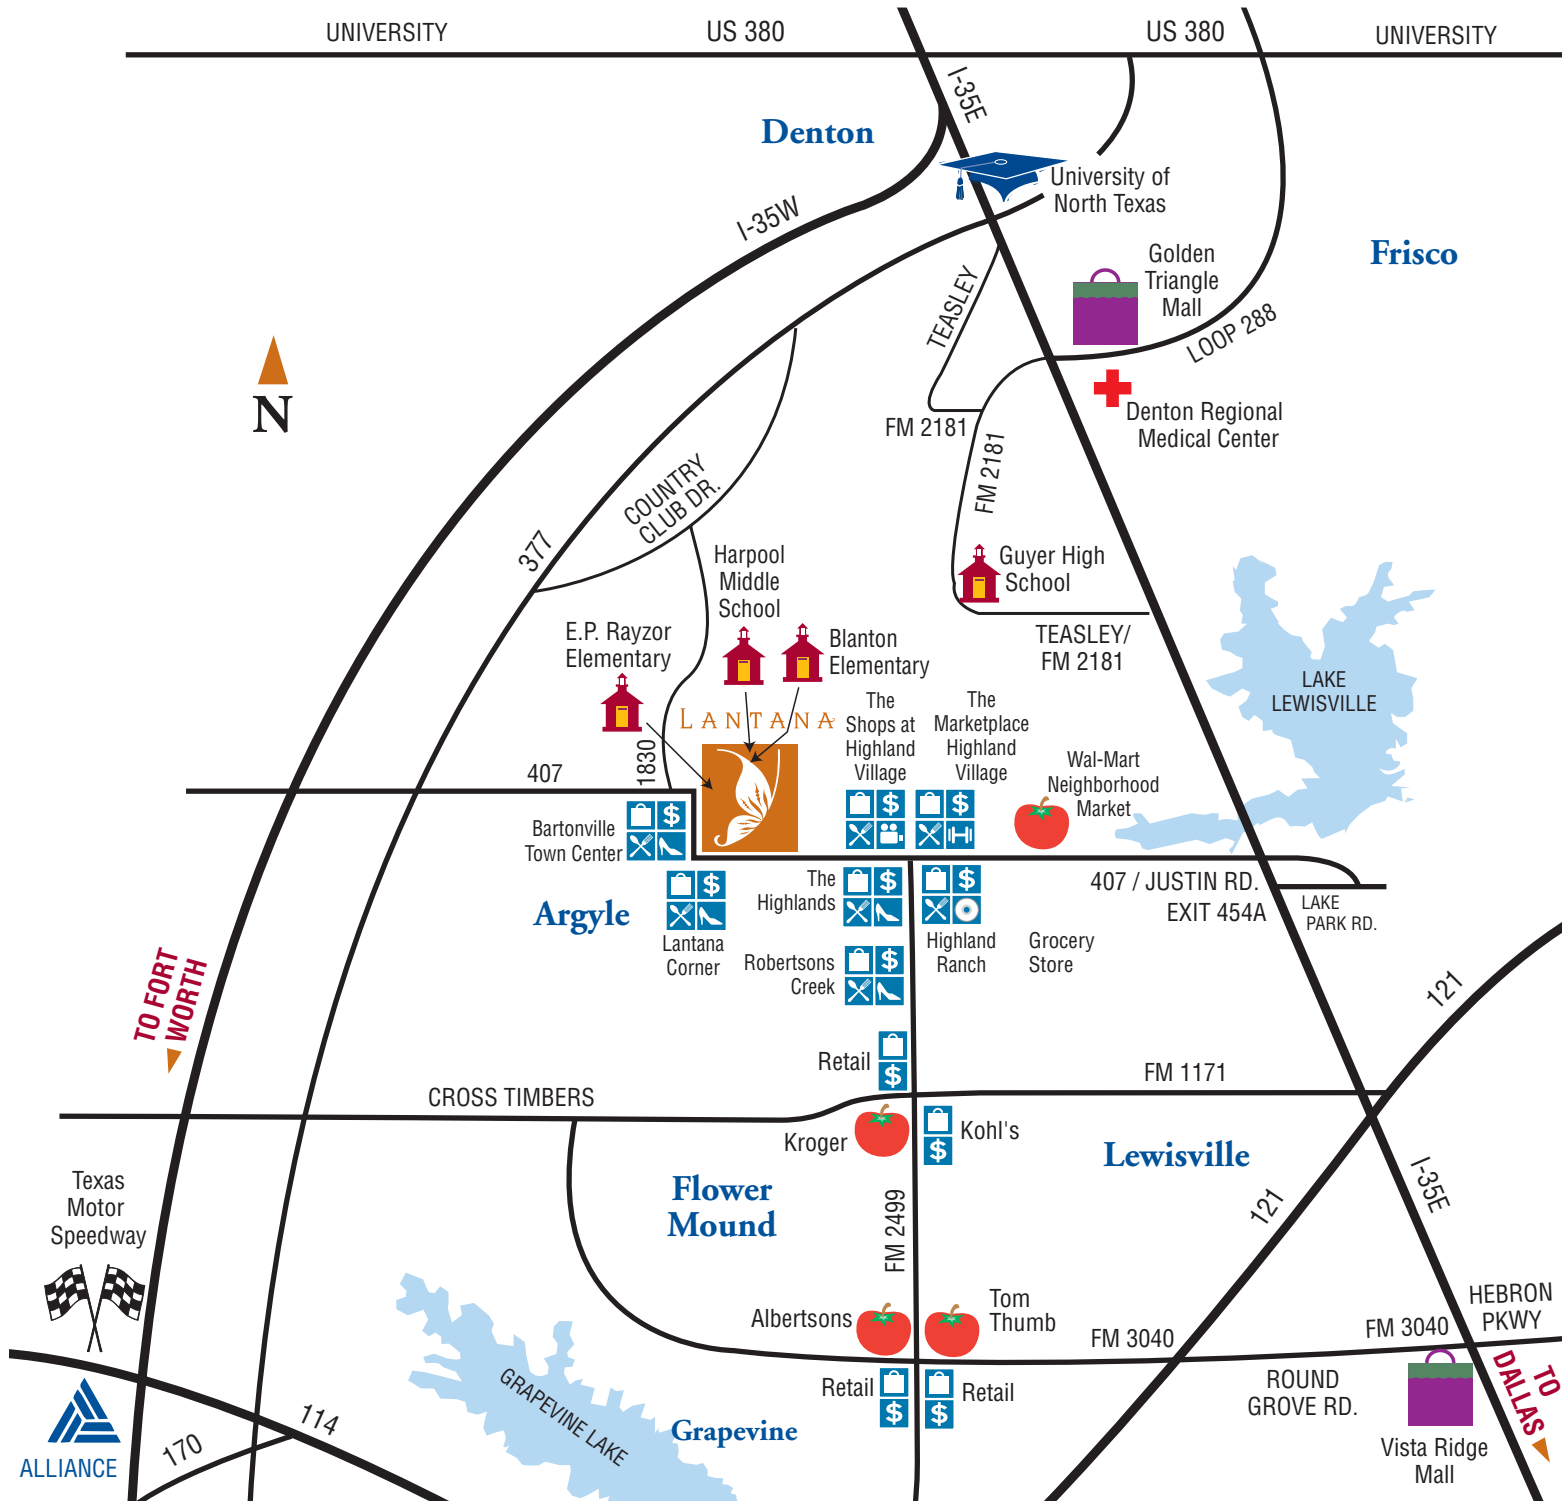 UNIVERSITY
US 380
US 380
UNIVERSITY
I-35E
Denton
University of
North Texas
I-35W
Frisco
Golden
Triangle
Mall
TEASLEY
LOOP 288
N
Denton Regional
Medical Center
FM 2181
FM 2181
COUNTRY
CLUB DR.
377
Harpool
Middle
School
Guyer High
School
E.P. Rayzor
Elementary
Blanton
Elementary
TEASLEY/
FM 2181
LAKE
LEWISVILLE
LANTANA
The
Shops at
Highland
Village
The
Marketplace
Highland
Village
1830
407
Wal-Mart
Neighborhood
Market
Bartonville
Town Center
$
$
$
407 / JUSTIN RD.
EXIT 454A
LAKE
PARK RD.
The
Highlands
$
$
$
Argyle
Lantana
Corner
Highland
Ranch
Grocery
Store
Robertsons
Creek
$
TO FORT
WORTH
121
Retail
$
FM 1171
CROSS TIMBERS
Kroger
Kohl's
$
Lewisville
Flower
Mound
FM 2499
121
I-35E
Texas
Motor
Speedway
Albertsons
Tom
Thumb
HEBRON
PKWY
FM 3040
FM 3040
GRAPEVINE LAKE
Retail
$
$
Retail
ROUND
GROVE RD.
TO
DALLAS
114
170
Grapevine
Vista Ridge
Mall
ALLIANCE